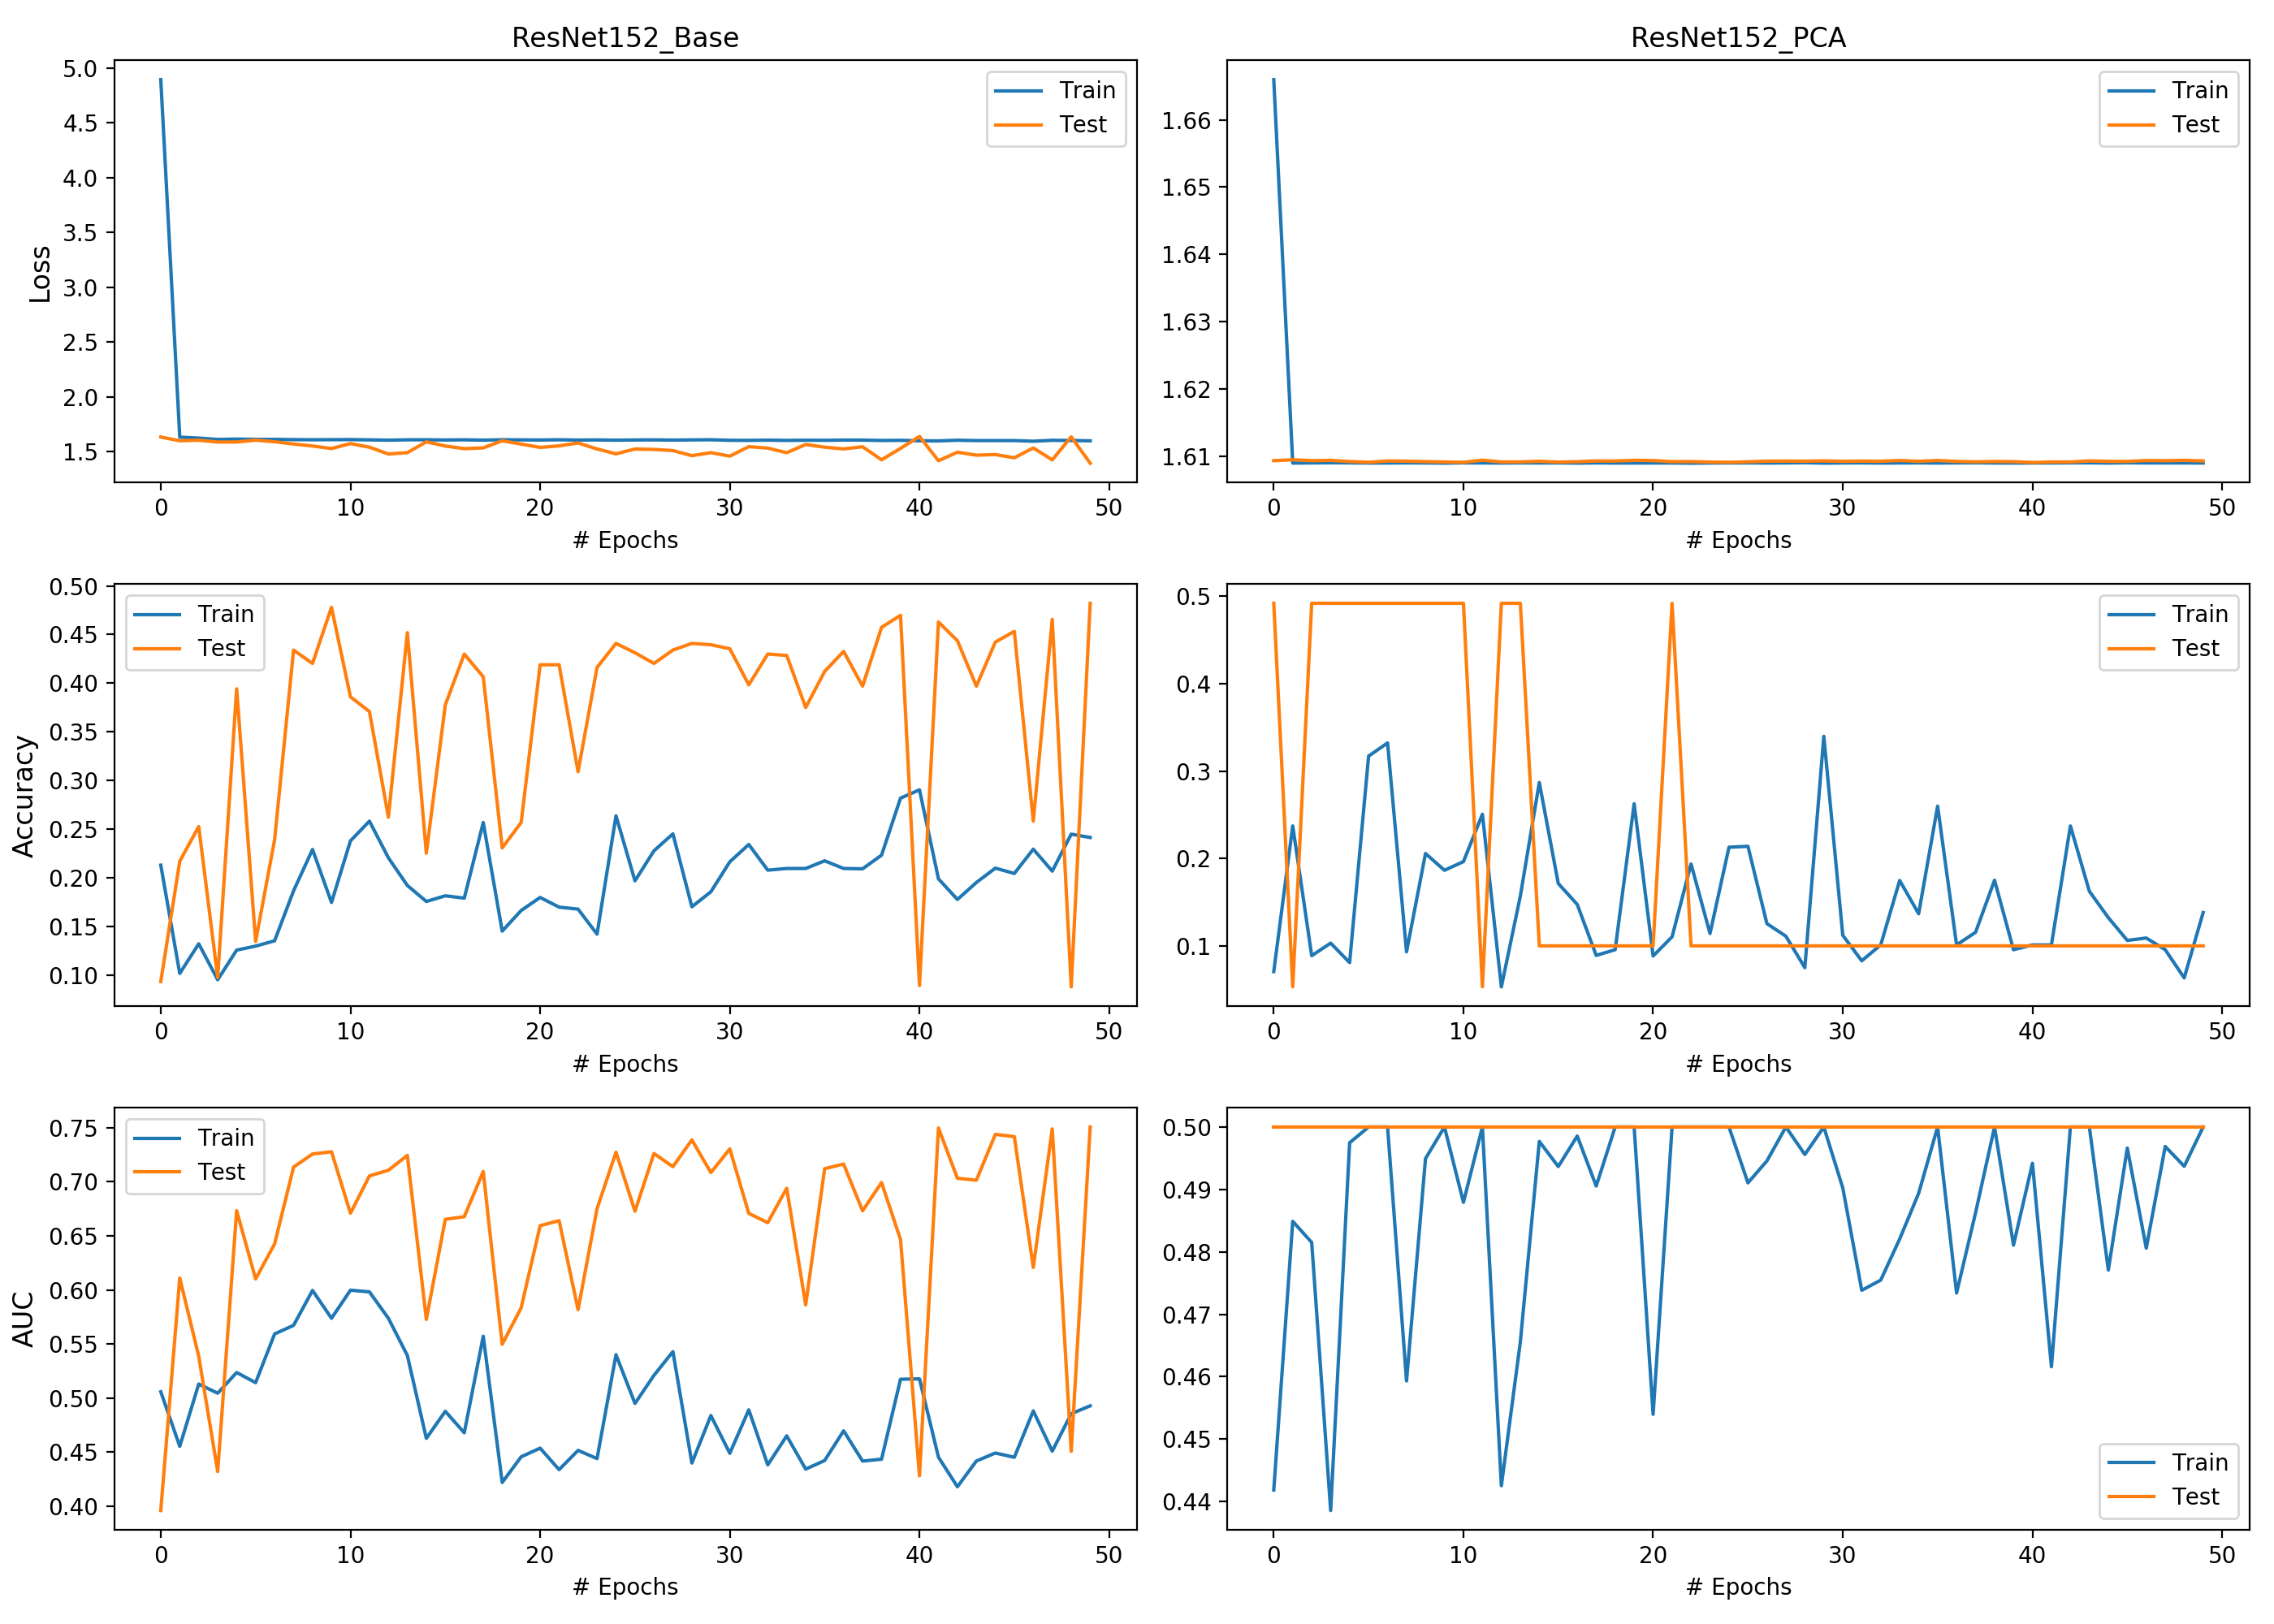 ResNet152_Base
5.0
4.5
4.0
3.5
3.0
2.5
2.0
1.5
Loss
Train
Test
0 10 20 30 40 50
# Epochs
ResNet152_PCA
1.66
1.65
1.64
1.63
1.62
1.61
Train
Test
0 10 20 30 40 50
# Epochs
0.50
0.45
0.40
0.35
0.30
0.25
0.20
0.15
0.10
Accuracy
Train
Test
0 10 20 30 40 50
# Epochs
0.5
0.4
0.3
0.2
0.1
Train
Test
0 10 20 30 40 50
# Epochs
0.75
0.70
0.65
0.60
0.55
0.50
0.45
0.40
AUC
Train
Test
0 10 20 30 40 50
# Epochs
0.50
0.49
0.48
0.47
0.46
0.45
0.44
Train
Test
0 10 20 30 40 50
# Epochs